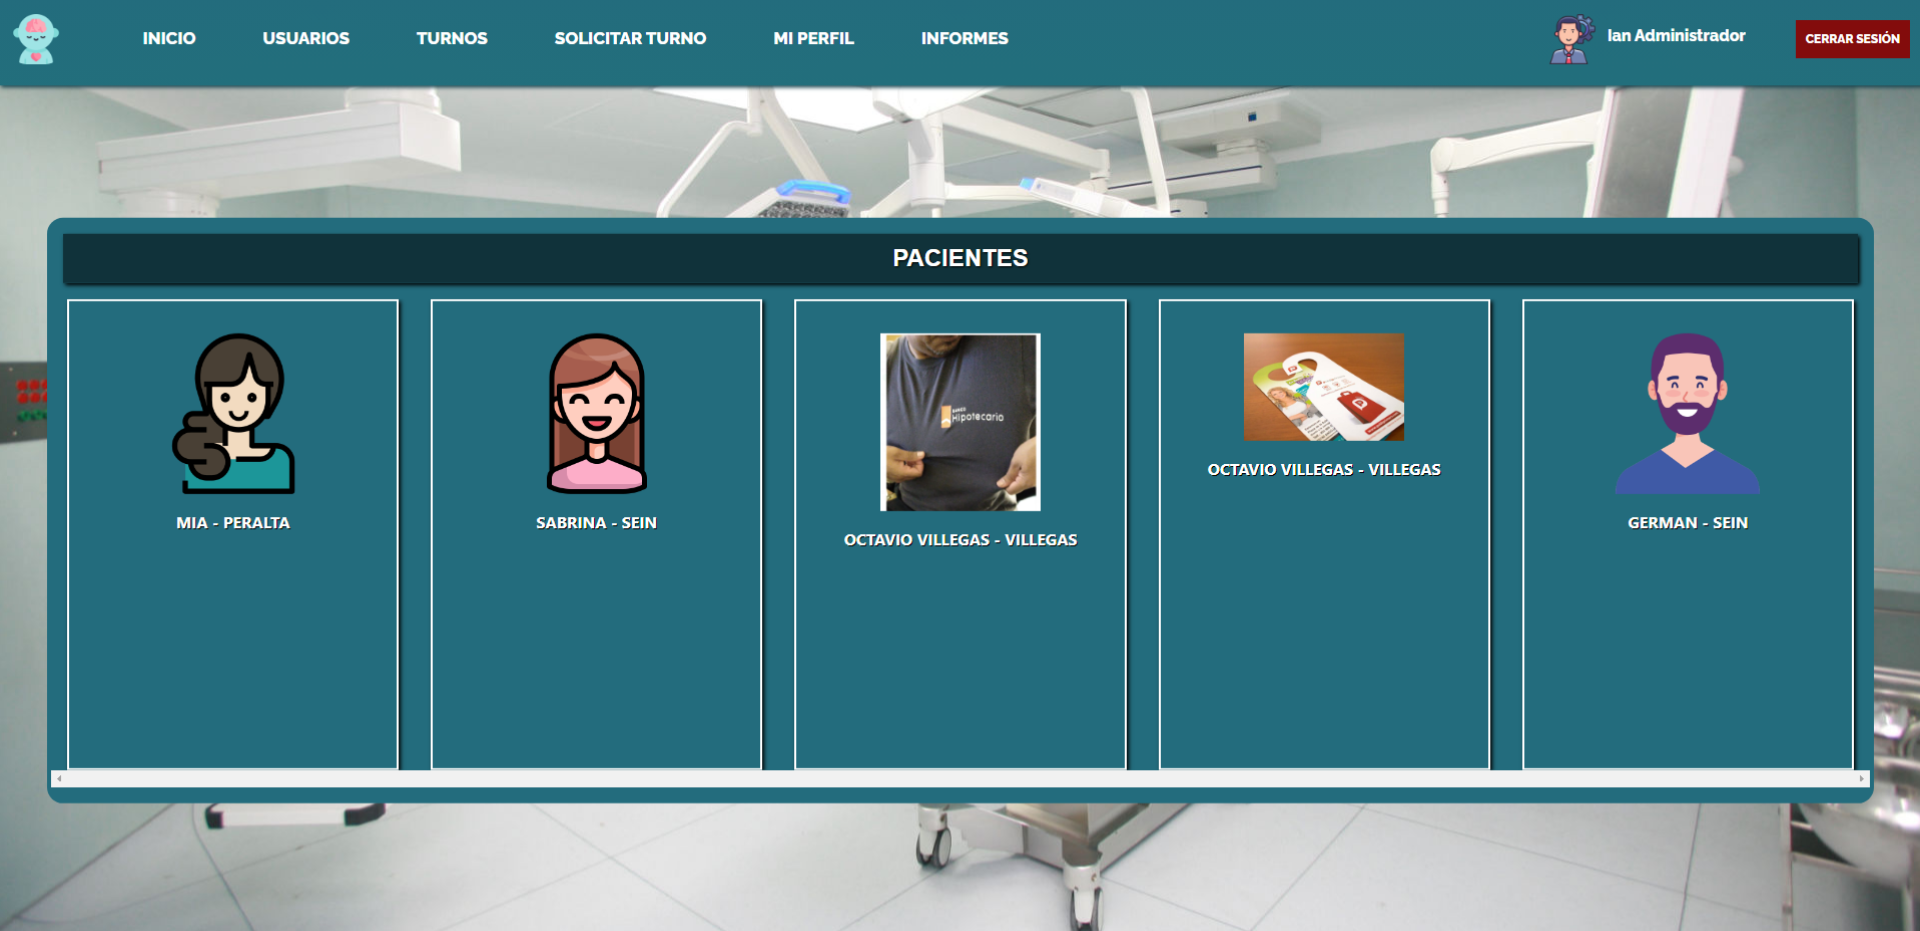 INICIO
USUARIOS
TURNOS
SOLICITAR TURNO
MI PERFIL
INFORMES
Ian Administrador
CERRAR SESIÓN
PACIENTES
MIA - PERALTA
SABRINA - SEIN
Hipotecario
OCTAVIO VILLEGAS - VILLEGAS
OCTAVIO VILLEGAS - VILLEGAS
GERMAN - SEIN